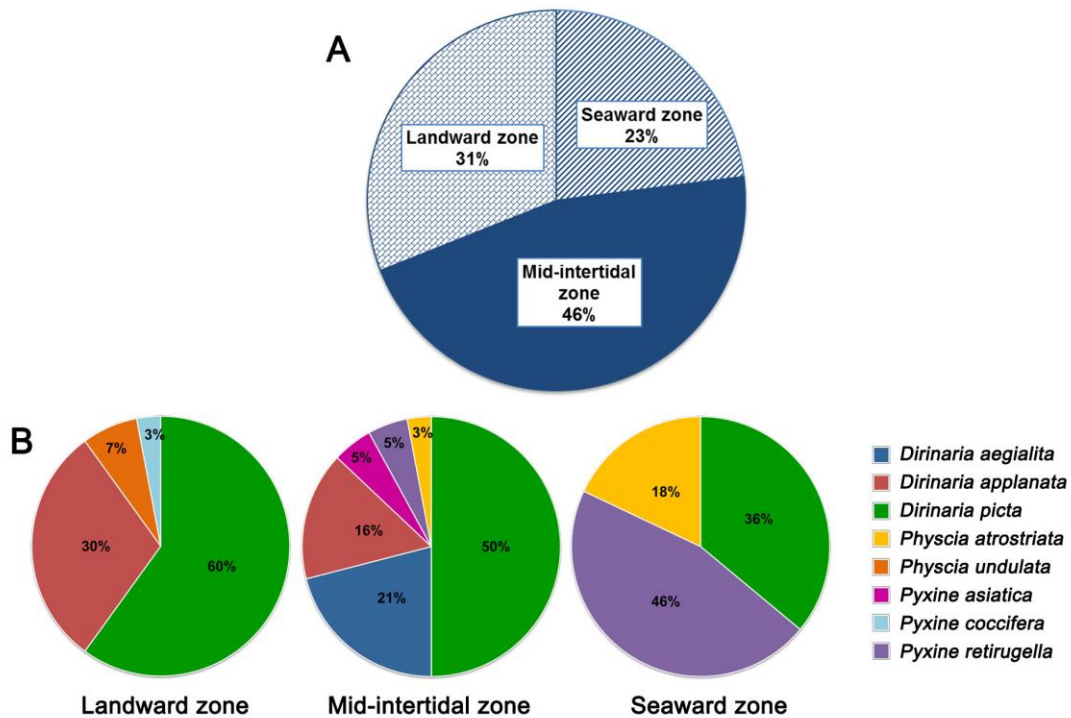 A
Seaward zone
23%
Landward zone
31%
Mid-intertidal
zone
46%
B
3%
7%
30%
60%
Landward zone
3%
5%
5%
16%
50%
21%
Mid-intertidal zone
18%
36%
46%
Seaward zone
Dirinaria aegialita
Dirinaria applanata
Dirinaria picta
Physcia atrostriata
Physcia undulata
Pyxine asiatica
Pyxine coccifera
Pyxine retirugella